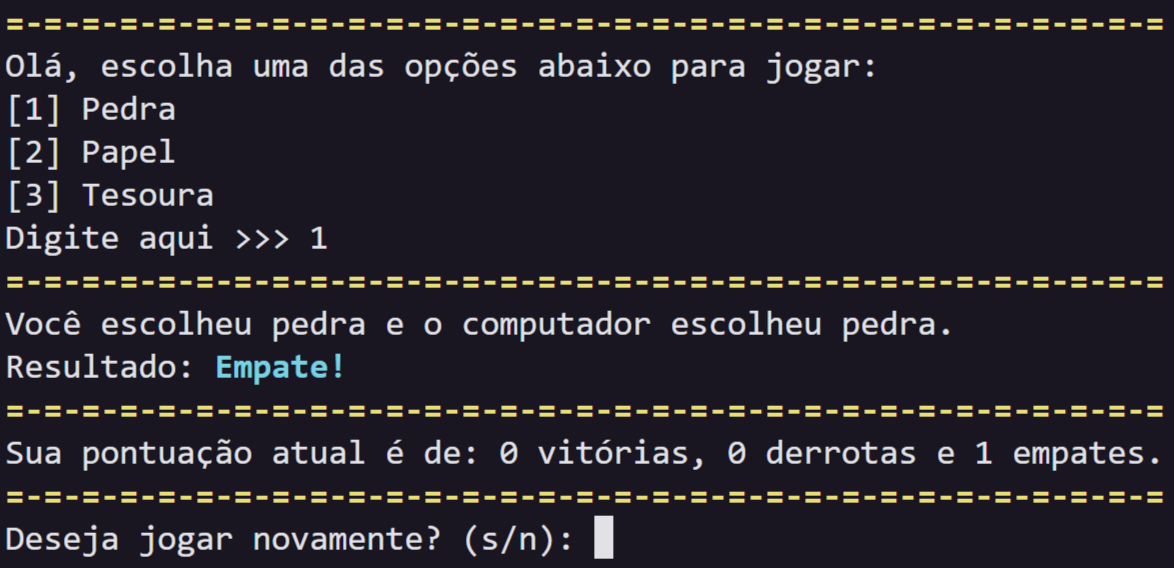 =-=-=-=-=-=-=-=-=-=-=-=-=-=-=-=-=-=-=-=-=-=-=-=-=-=-=-=-=-=
Olá, escolha uma das opções abaixo para jogar:
[1] Pedra
[2] Papel
[3] Tesoura
Digite aqui >>> 1
=-=-=-=-=-=-=-=-=-=-=-=-=-=-=-=-=-=-=-=-=-=-=-=-=-=-=-=-=-=
Você escolheu pedra e o computador escolheu pedra.
Resultado: Empate!
=-=-=-=-=-=-=-=-=-=-=-=-=-=-=-=-=-=-=-=-=-=-=-=-=-=-=-=-=-=
Sua pontuação atual é de: 0 vitórias, 0 derrotas e 1 empates.
=-=-=-=-=-=-=-=-=-=-=-=-=-=-=-=-=-=-=-=-=-=-=-=-=-=-=-=-=-=
Deseja jogar novamente? (s/n):